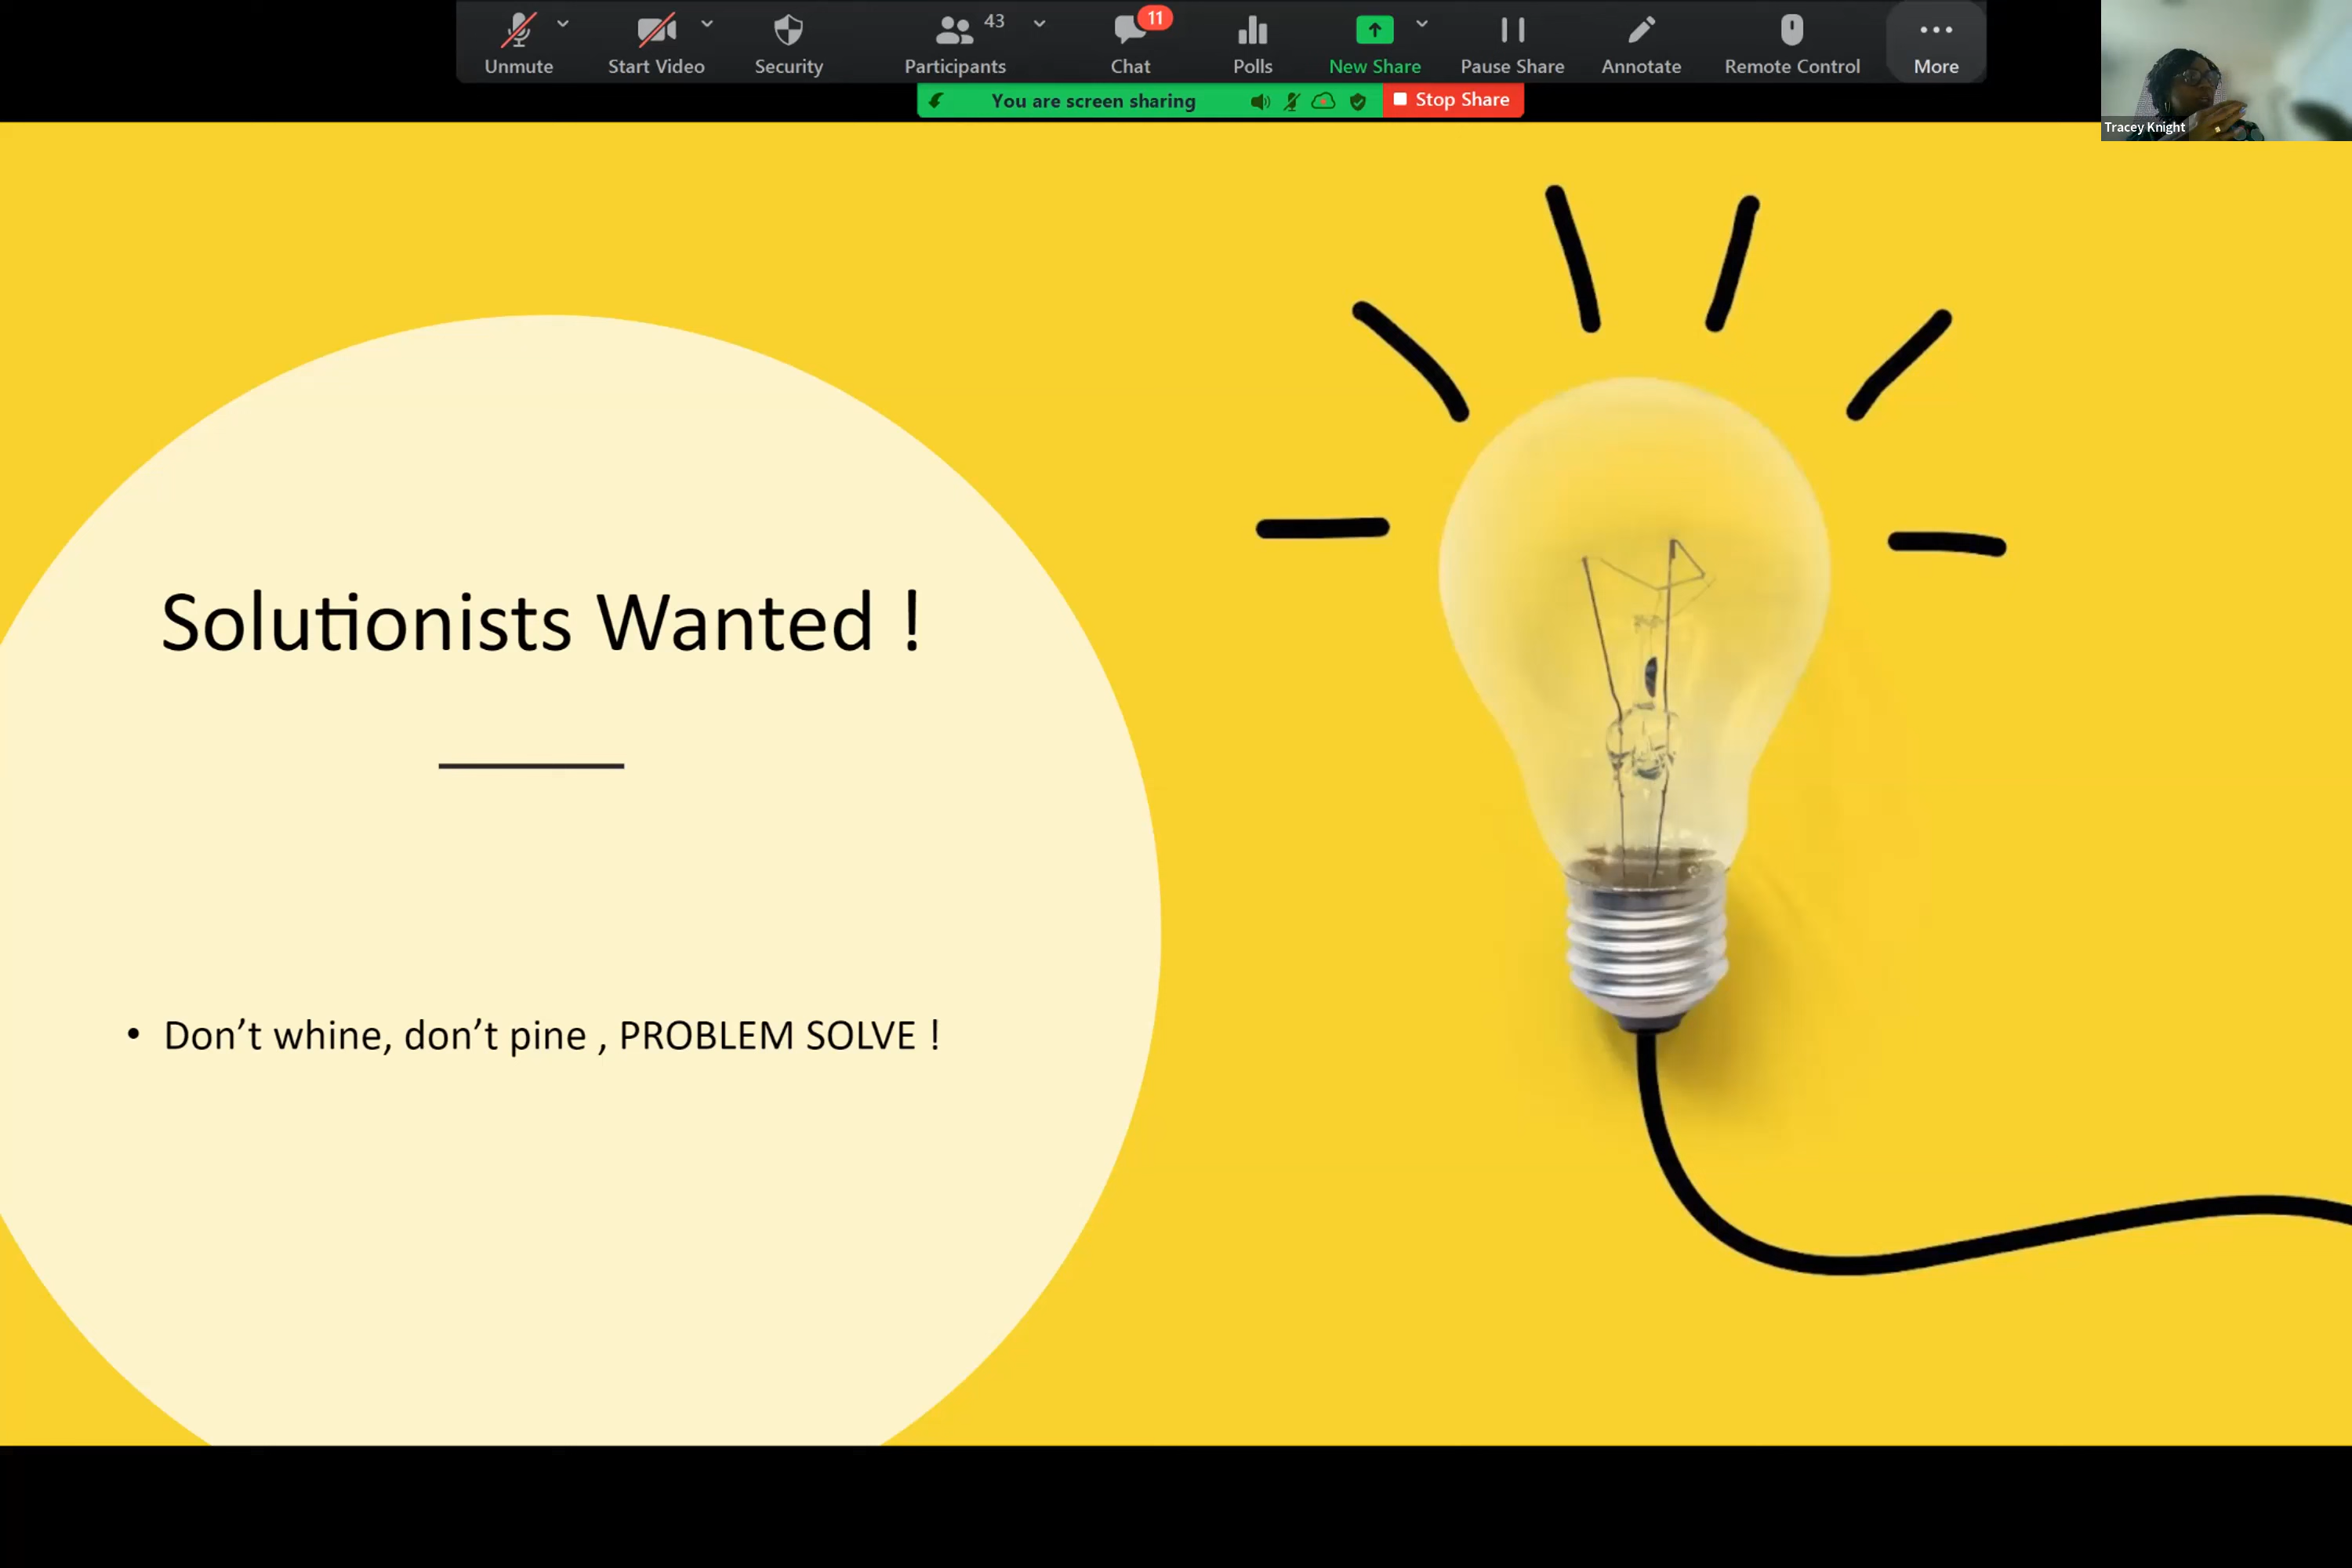 Unmute
Start Video
Security
Participants 43
Chat 11
Polls
New Share
Pause Share
Annotate
Remote Control
More
You are screen sharing
Stop Share
Tracey Knight
Solutionists Wanted !
• Don’t whine, don’t pine , PROBLEM SOLVE !